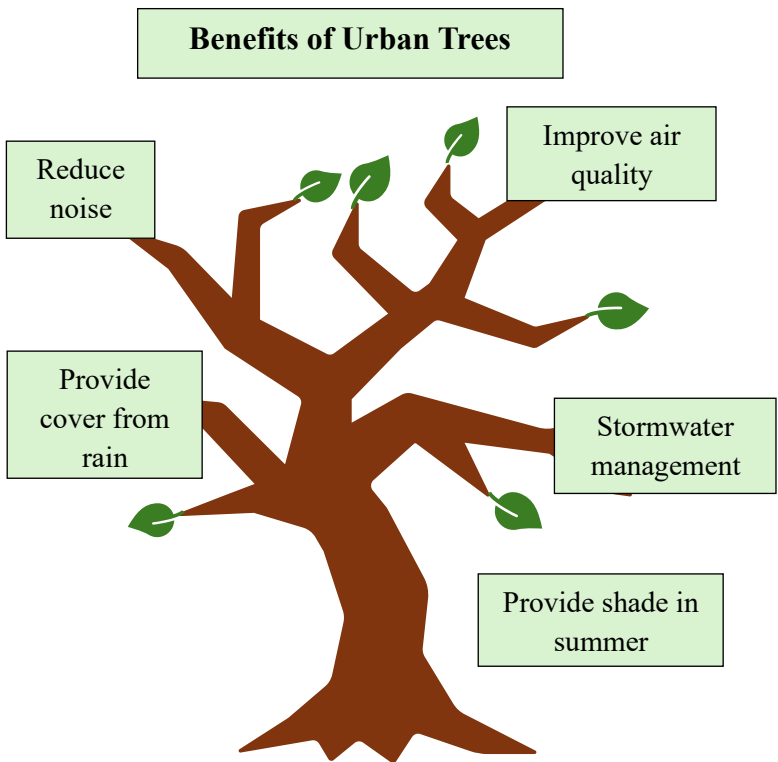 Benefits of Urban Trees
Reduce
noise
Improve air
quality
Provide
cover from
rain
Stormwater
management
Provide shade in
summer